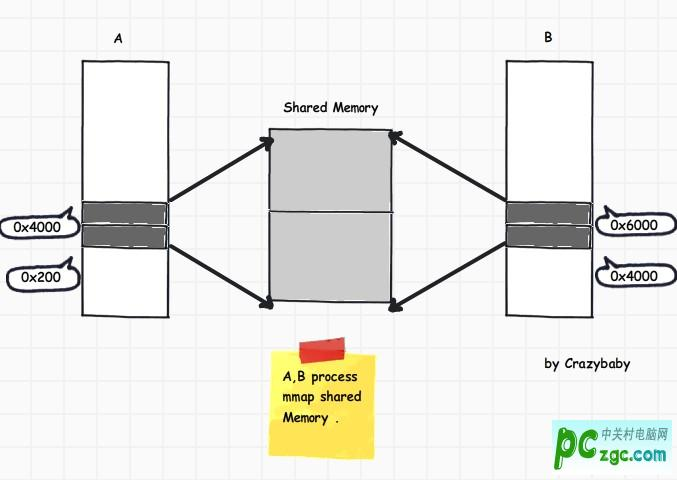 A
B
Shared Memory
0x4000
0x6000
0x200
0x4000
A,B process
mmap shared
Memory .
by Crazybaby
pc 中关村电脑网
zgc.com